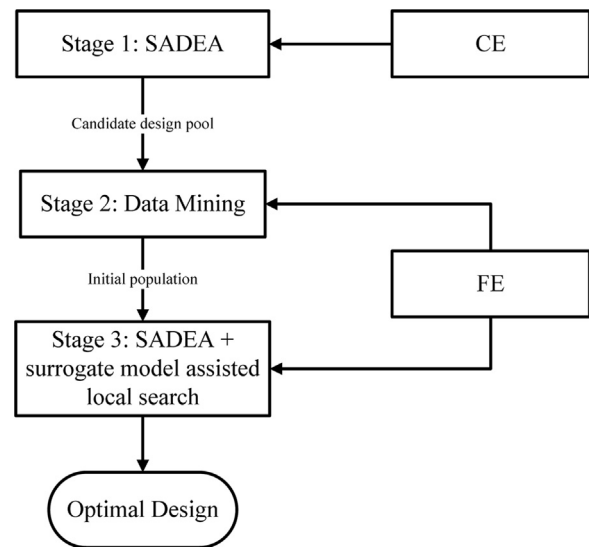 Stage 1: SADEA
CE
Candidate design pool
Stage 2: Data Mining
Initial population
FE
Stage 3: SADEA +
surrogate model assisted
local search
Optimal Design